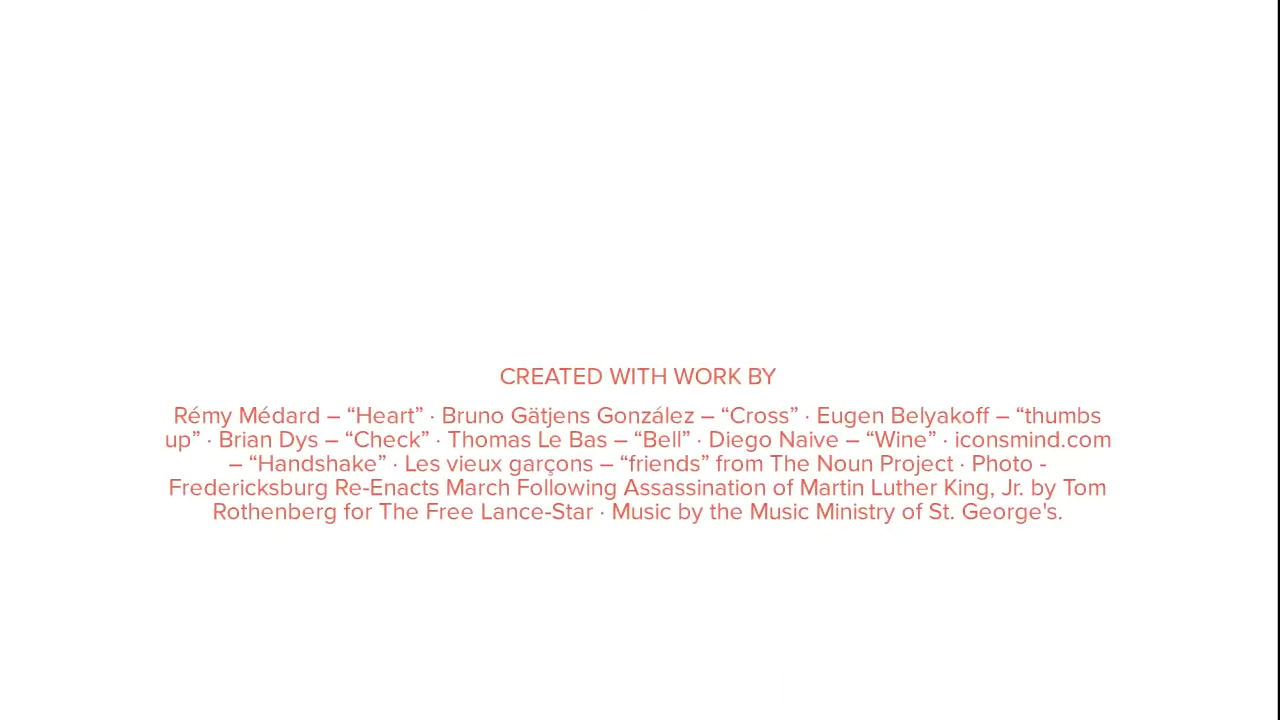 CREATED WITH WORK BY
Rémy Médard – “Heart” · Bruno Gätjens González – “Cross” · Eugen Belyakoff – “thumbs
up” · Brian Dys – “Check” · Thomas Le Bas – “Bell” · Diego Naive – “Wine” · iconsmind.com
– “Handshake” · Les vieux garçons – “friends” from The Noun Project · Photo -
Fredericksburg Re-Enacts March Following Assassination of Martin Luther King, Jr. by Tom
Rothenberg for The Free Lance-Star · Music by the Music Ministry of St. George's.